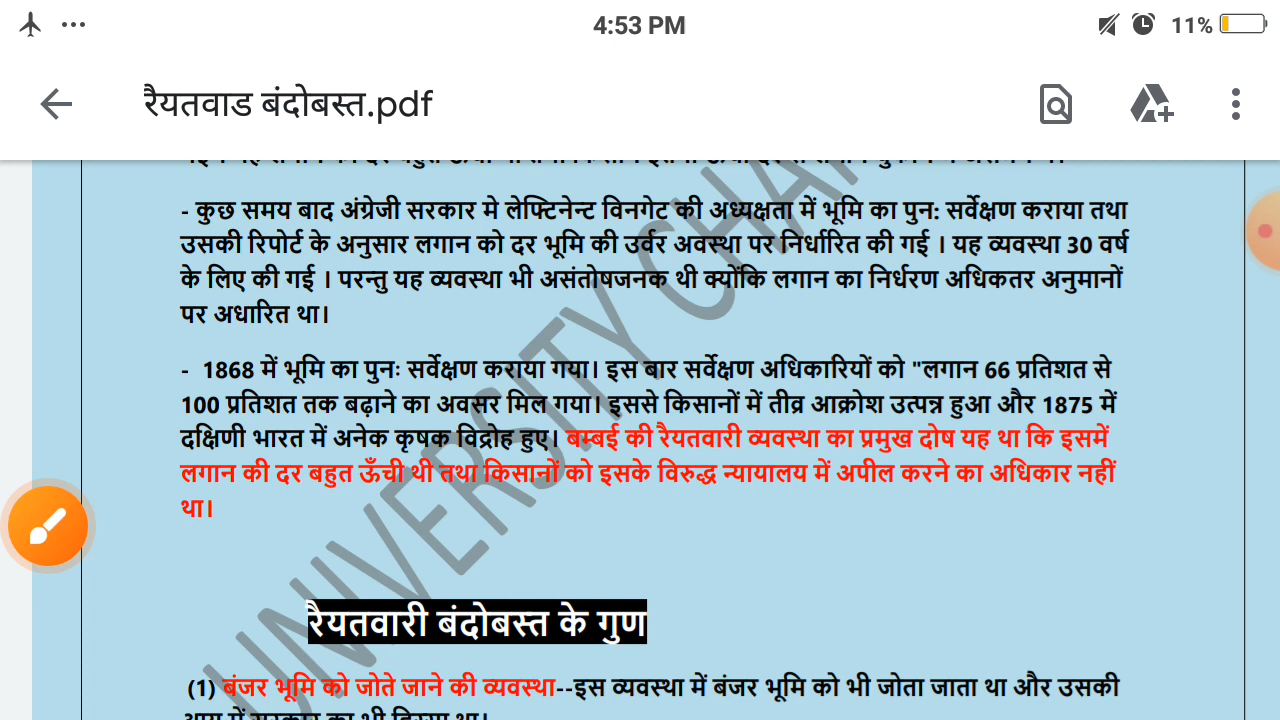 4:53 PM
11%
रैयतवाड बंदोबस्त.pdf
- कुछ समय बाद अंग्रेजी सरकार मे लेफ्टिनेन्ट विनगेट की अध्यक्षता में भूमि का पुन: सर्वेक्षण कराया तथा
उसकी रिपोर्ट के अनुसार लगान को दर भूमि की उर्वर अवस्था पर निर्धारित की गई । यह व्यवस्था 30 वर्ष
के लिए की गई । परन्तु यह व्यवस्था भी असंतोषजनक थी क्योंकि लगान का निर्धरण अधिकतर अनुमानों
पर अधारित था।
- 1868 में भूमि का पुनः सर्वेक्षण कराया गया। इस बार सर्वेक्षण अधिकारियों को "लगान 66 प्रतिशत से
100 प्रतिशत तक बढ़ाने का अवसर मिल गया। इससे किसानों में तीव्र आक्रोश उत्पन्न हुआ और 1875 में
दक्षिणी भारत में अनेक कृषक विद्रोह हुए। बम्बई की रैयतवारी व्यवस्था का प्रमुख दोष यह था कि इसमें
लगान की दर बहुत ऊँची थी तथा किसानों को इसके विरुद्ध न्यायालय में अपील करने का अधिकार नहीं
था।
UNIVERSITY CHA
रैयतवारी बंदोबस्त के गुण
(1) बंजर भूमि को जोते जाने की व्यवस्था--इस व्यवस्था में बंजर भूमि को भी जोता जाता था और उसकी